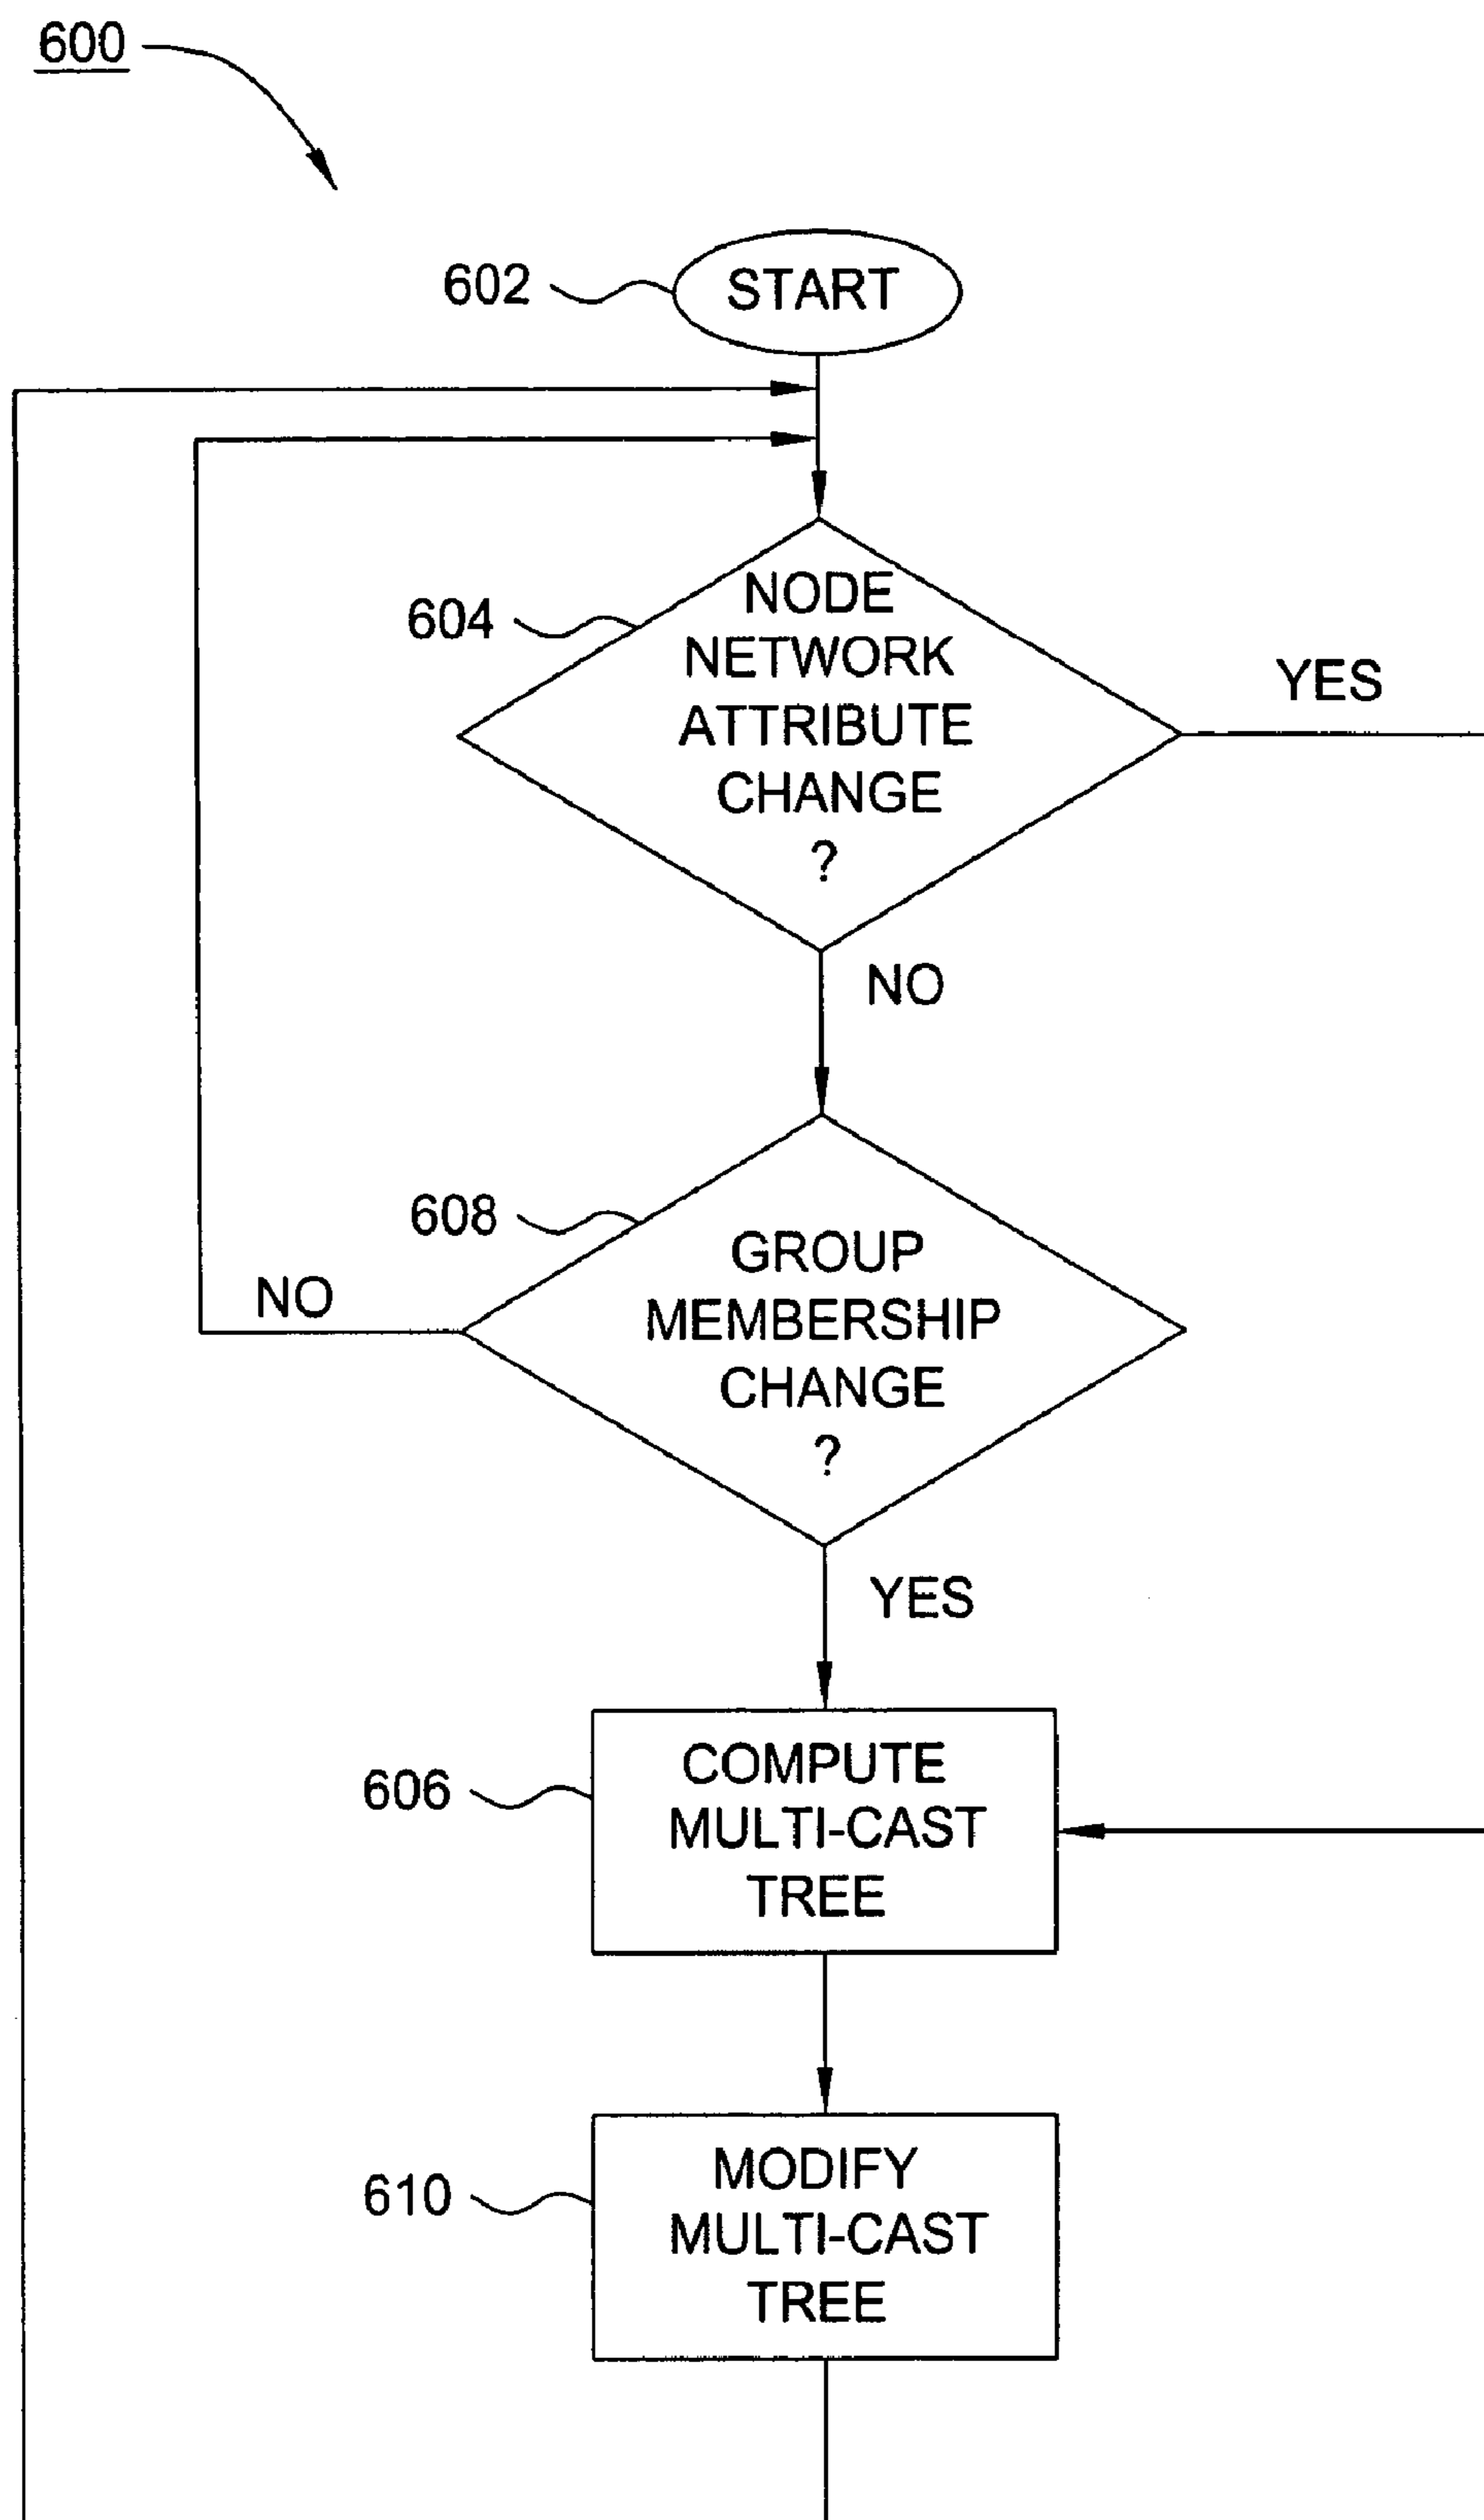 600
602
START
604
NODE
NETWORK
ATTRIBUTE
CHANGE
?
YES
NO
608
GROUP
MEMBERSHIP
CHANGE
?
NO
YES
606
COMPUTE
MULTI-CAST
TREE
610
MODIFY
MULTI-CAST
TREE